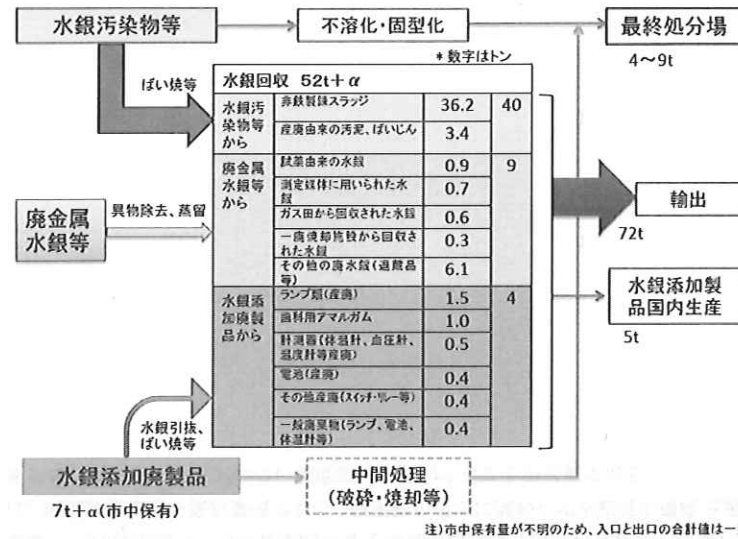 水銀汚染物等
不溶化・固型化
最終処分場
4～9t
＊数字はトン
ばい焼等
水銀回収 52t+α
水銀汚
染物等
から
非鉄製錬スラッジ
36.2
40
産廃由来の汚泥、ばいじん
3.4
廃金属
水銀等
から
試薬由来の水銀
0.9
9
測定媒体に用いられた水
銀
0.7
ガス田から回収された水銀
0.6
一廃焼却施設から回収さ
れた水銀
0.3
その他の廃水銀(退蔵品
等)
6.1
水銀添
加廃製
品から
ランプ類(産廃)
1.5
4
歯科用アマルガム
1.0
計測器(体温計、血圧計、
温度計等産廃)
0.5
電池(産廃)
0.4
その他産廃(スイッチ・リレー等)
0.4
一般廃棄物(ランプ、電池、
体温計等)
0.4
廃金属
水銀等
異物除去、蒸留
輸出
72t
水銀添加製
品国内生産
5t
水銀引抜、
ばい焼等
水銀添加廃製品
7t+α(市中保有)
中間処理
(破砕・焼却等)
注)市中保有量が不明のため、入口と出口の合計値は一